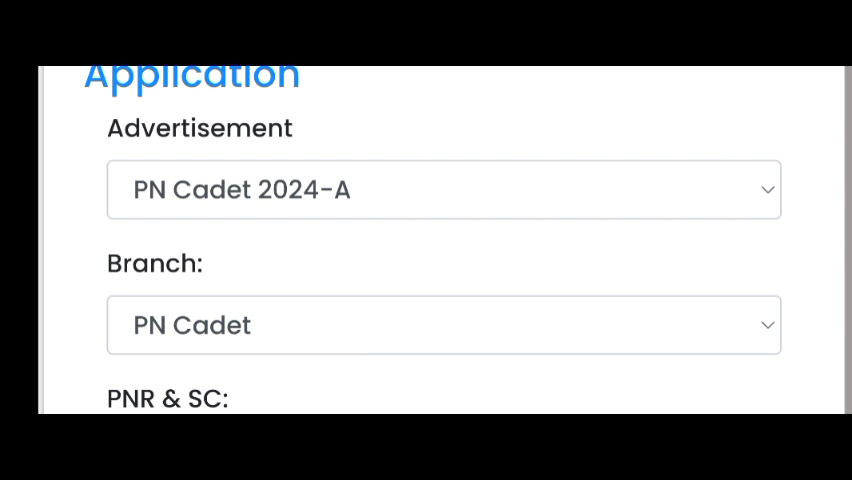 Application
Advertisement
PN Cadet 2024-A
Branch:
PN Cadet
PNR & SC: